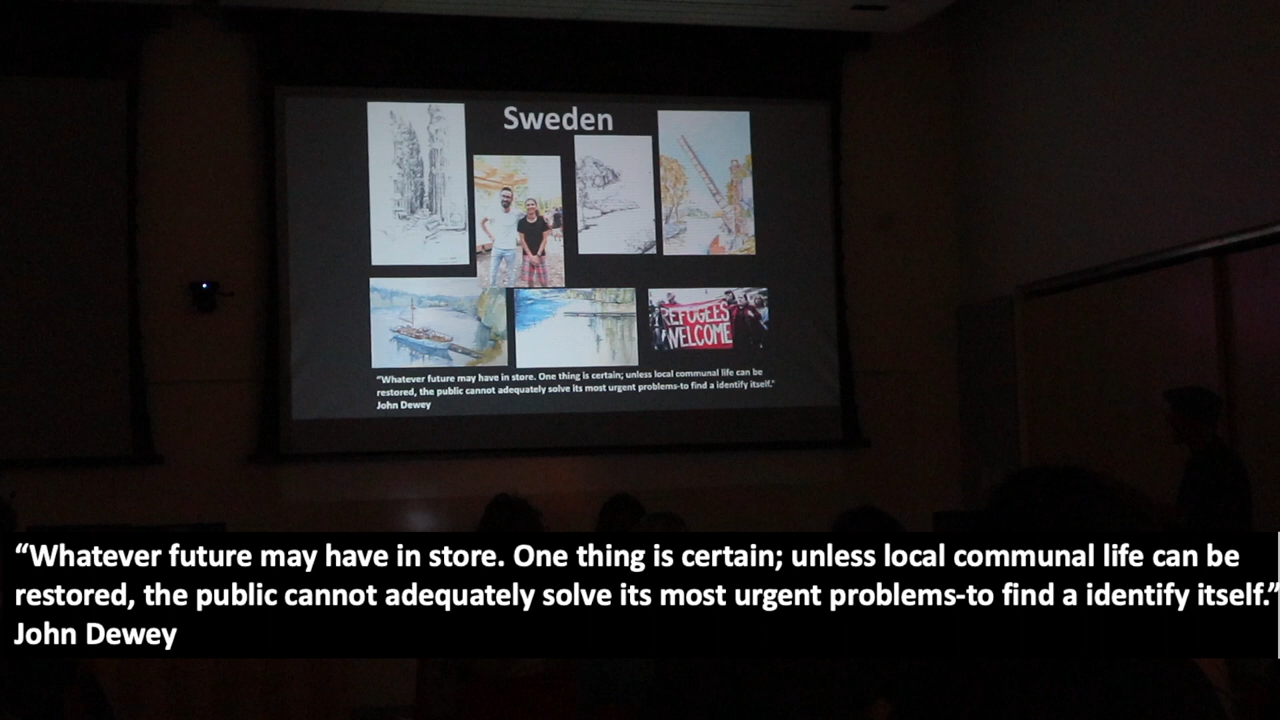 Sweden
REFUGEES
WELCOME
“Whatever future may have in store. One thing is certain; unless local communal life can be
restored, the public cannot adequately solve its most urgent problems-to find a identify itself.”
John Dewey
“Whatever future may have in store. One thing is certain; unless local communal life can be
restored, the public cannot adequately solve its most urgent problems-to find a identify itself.”
John Dewey